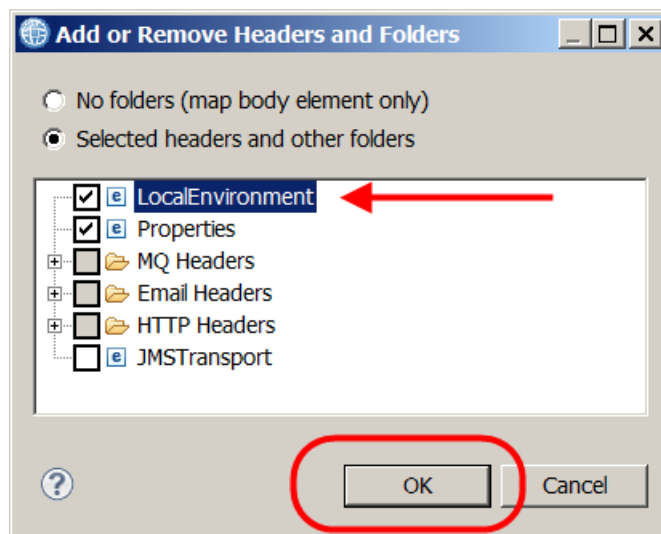 Add or Remove Headers and Folders
No folders (map body element only)
Selected headers and other folders
LocalEnvironment
Properties
MQ Headers
Email Headers
HTTP Headers
JMSTransport
OK Cancel